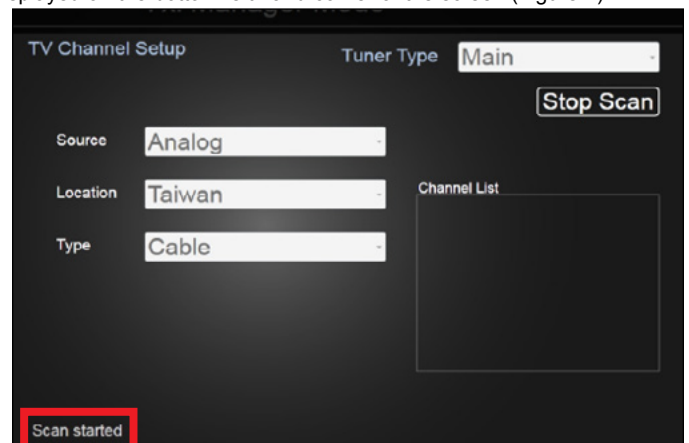 TV Channel Setup
Tuner Type Main
Stop Scan
Source Analog
Location Taiwan
Channel List
Type Cable
Scan started